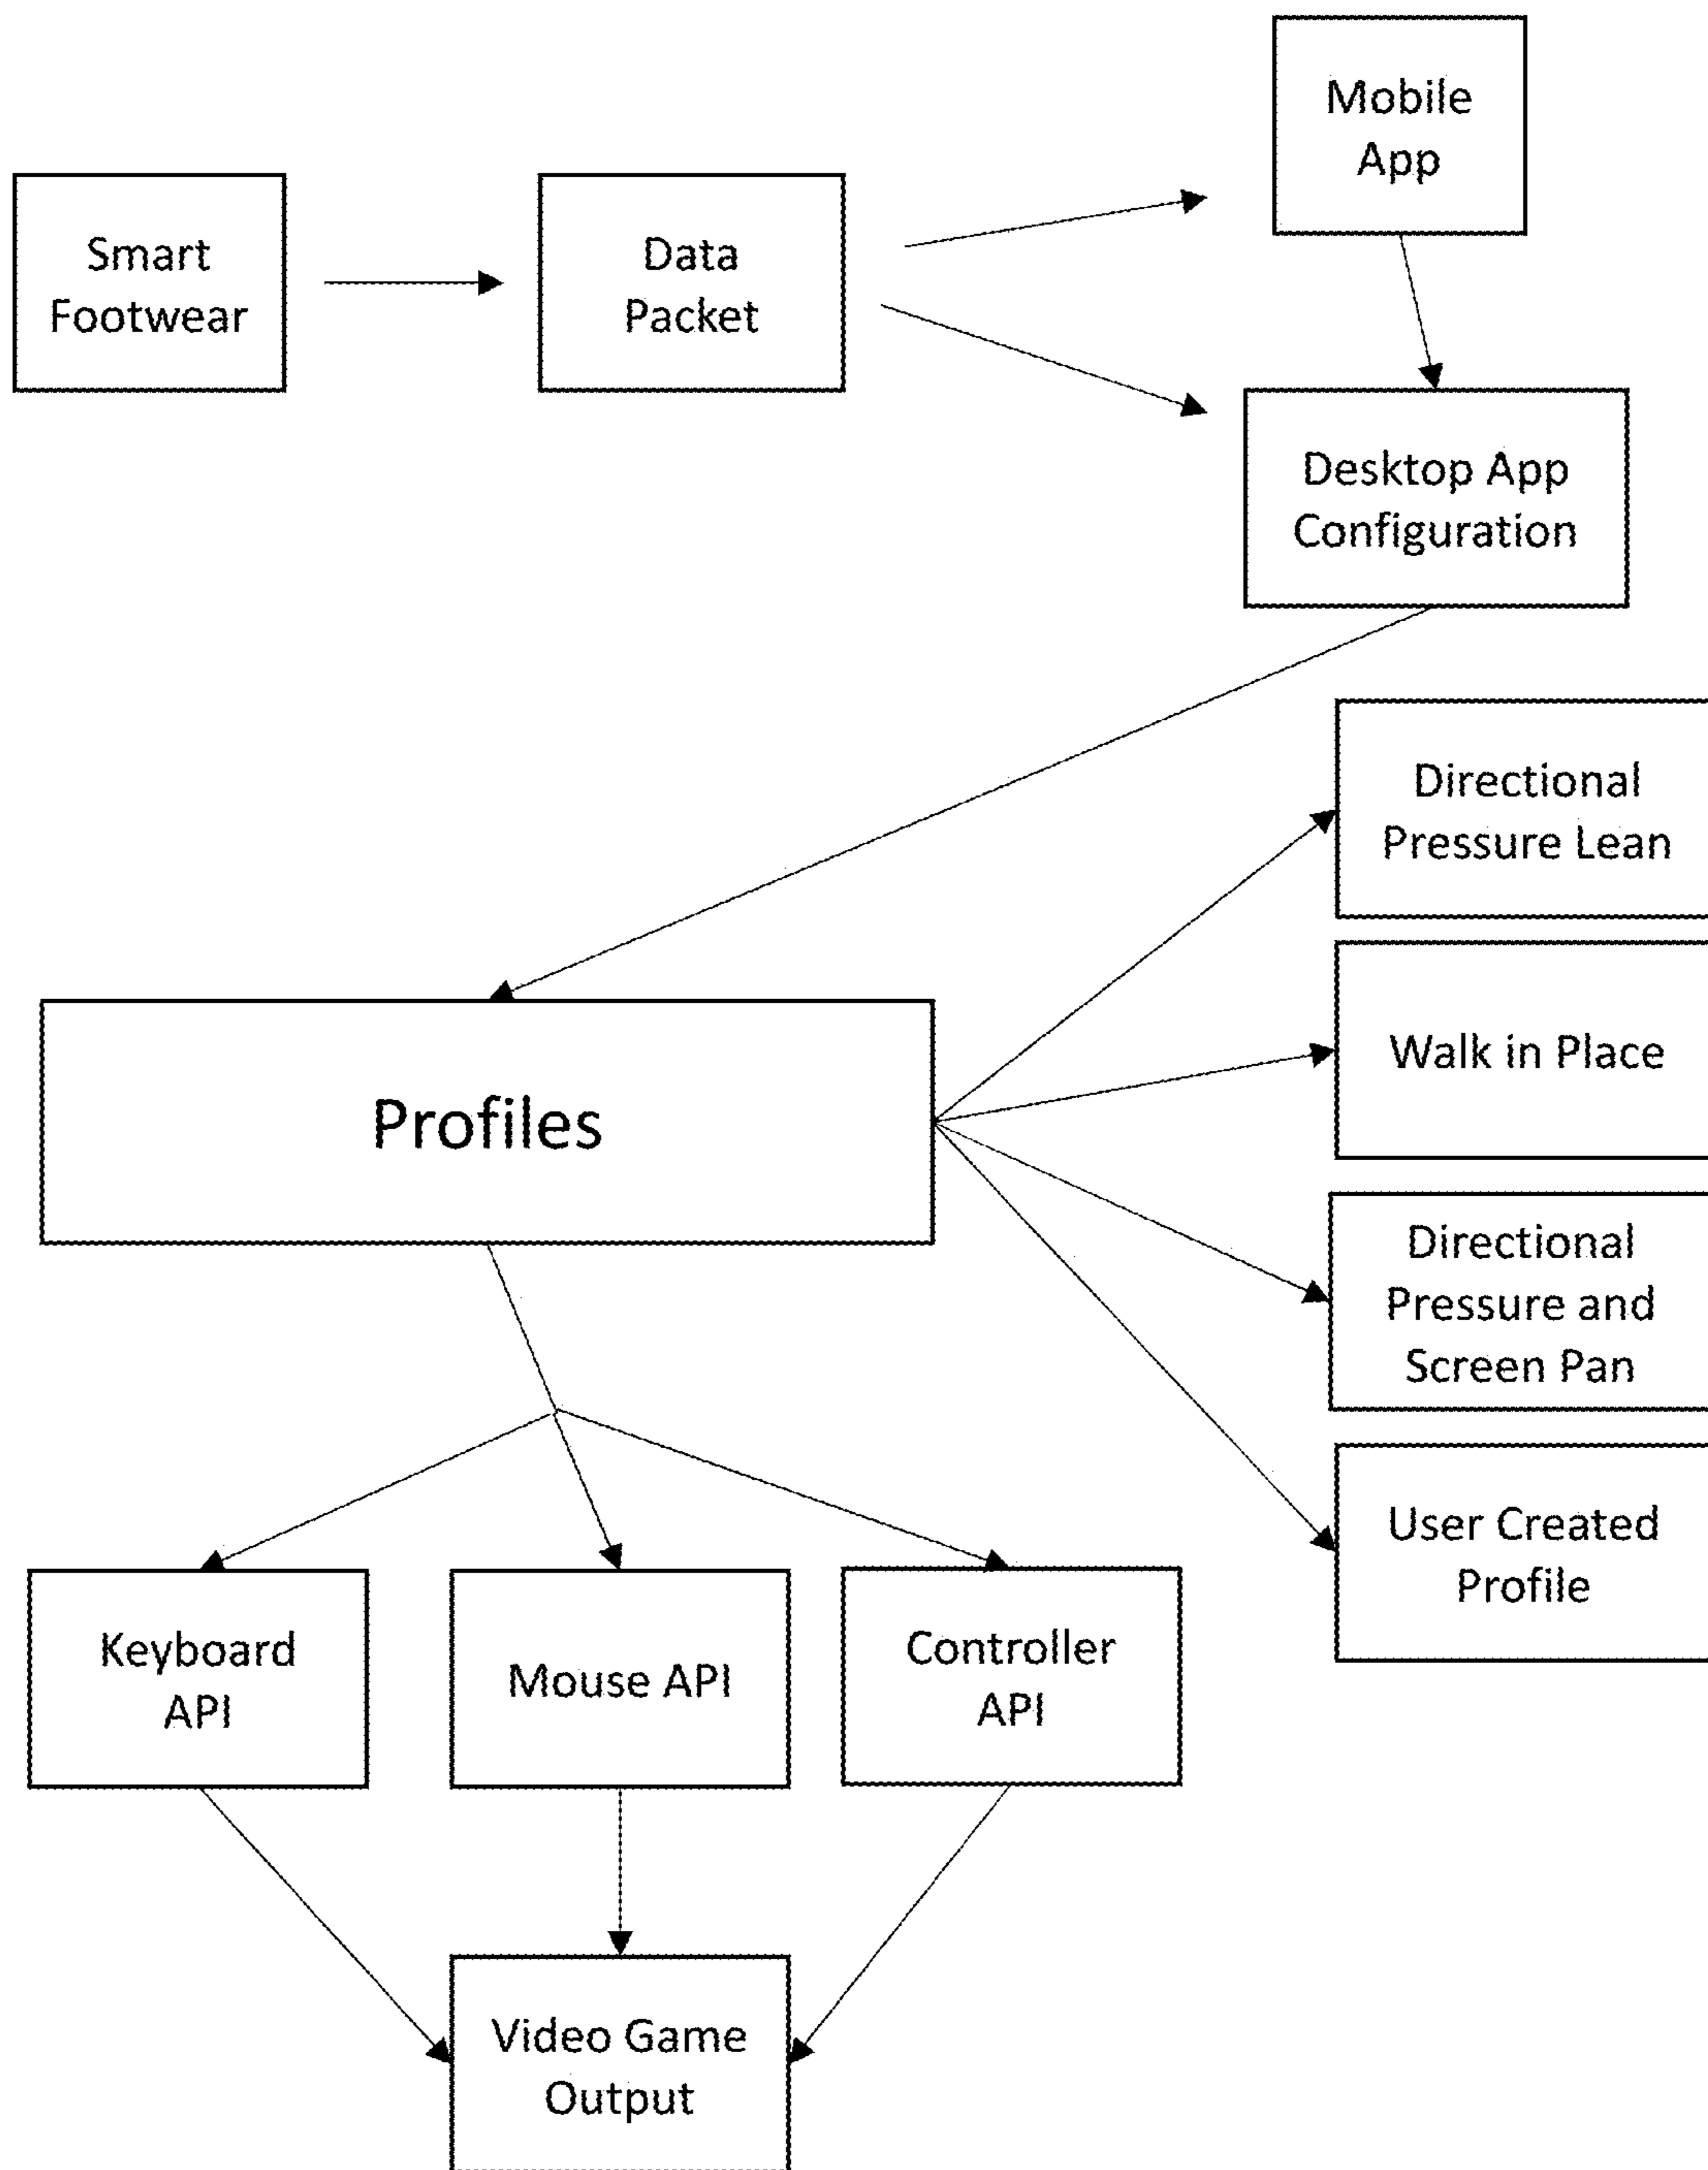 Mobile
App
Smart
Footwear
Data
Packet
Desktop App
Configuration
Directional
Pressure Lean
Walk in Place
Profiles
Directional
Pressure and
Screen Pan
User Created
Profile
Keyboard
API
Mouse API
Controller
API
Video Game
Output